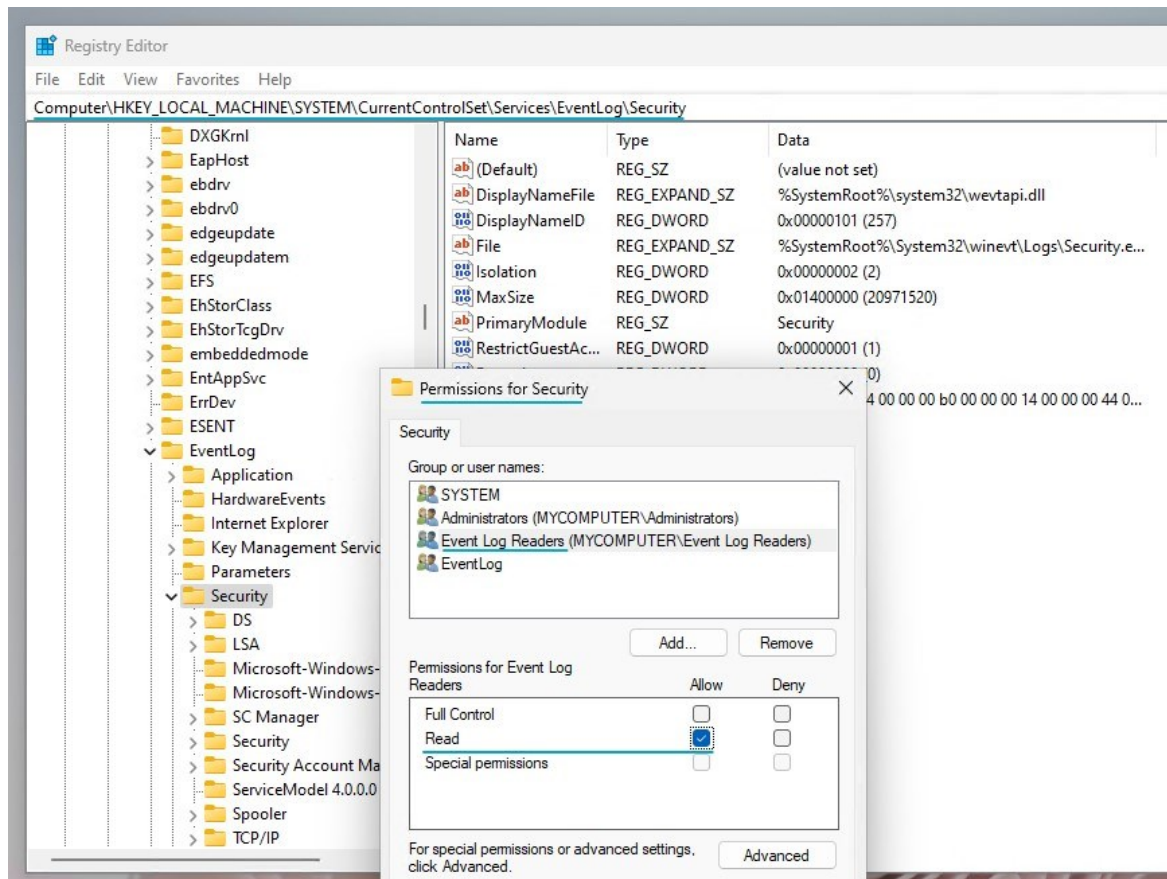 Registry Editor
File Edit View Favorites Help
Computer\HKEY_LOCAL_MACHINE\SYSTEM\CurrentControlSet\Services\EventLog\Security
DXGKrnl
EapHost
ebdrv
ebdrv0
edgeupdate
edgeupdatem
EFS
EhStorClass
EhStorTcgDrv
embeddedmode
EntAppSvc
ErrDev
ESENT
EventLog
Application
HardwareEvents
Internet Explorer
Key Management Servic
Parameters
Security
DS
LSA
Microsoft-Windows-
Microsoft-Windows-
SC Manager
Security
Security Account Ma
ServiceModel 4.0.0.0
Spooler
TCP/IP
Name Type Data
(Default) REG_SZ (value not set)
DisplayNameFile REG_EXPAND_SZ %SystemRoot%\system32\wevtapi.dll
DisplayNameID REG_DWORD 0x00000101 (257)
File REG_EXPAND_SZ %SystemRoot%\System32\winevt\Logs\Security.e...
Isolation REG_DWORD 0x00000002 (2)
MaxSize REG_DWORD 0x01400000 (20971520)
PrimaryModule REG_SZ Security
RestrictGuestAc... REG_DWORD 0x00000001 (1)
0)
4 00 00 00 b0 00 00 00 14 00 00 00 44 0...
Permissions for Security
Security
Group or user names:
SYSTEM
Administrators (MYCOMPUTER\Administrators)
Event Log Readers (MYCOMPUTER\Event Log Readers)
EventLog
Add... Remove
Permissions for Event Log
Readers Allow Deny
Full Control
Read
Special permissions
For special permissions or advanced settings,
click Advanced.
Advanced